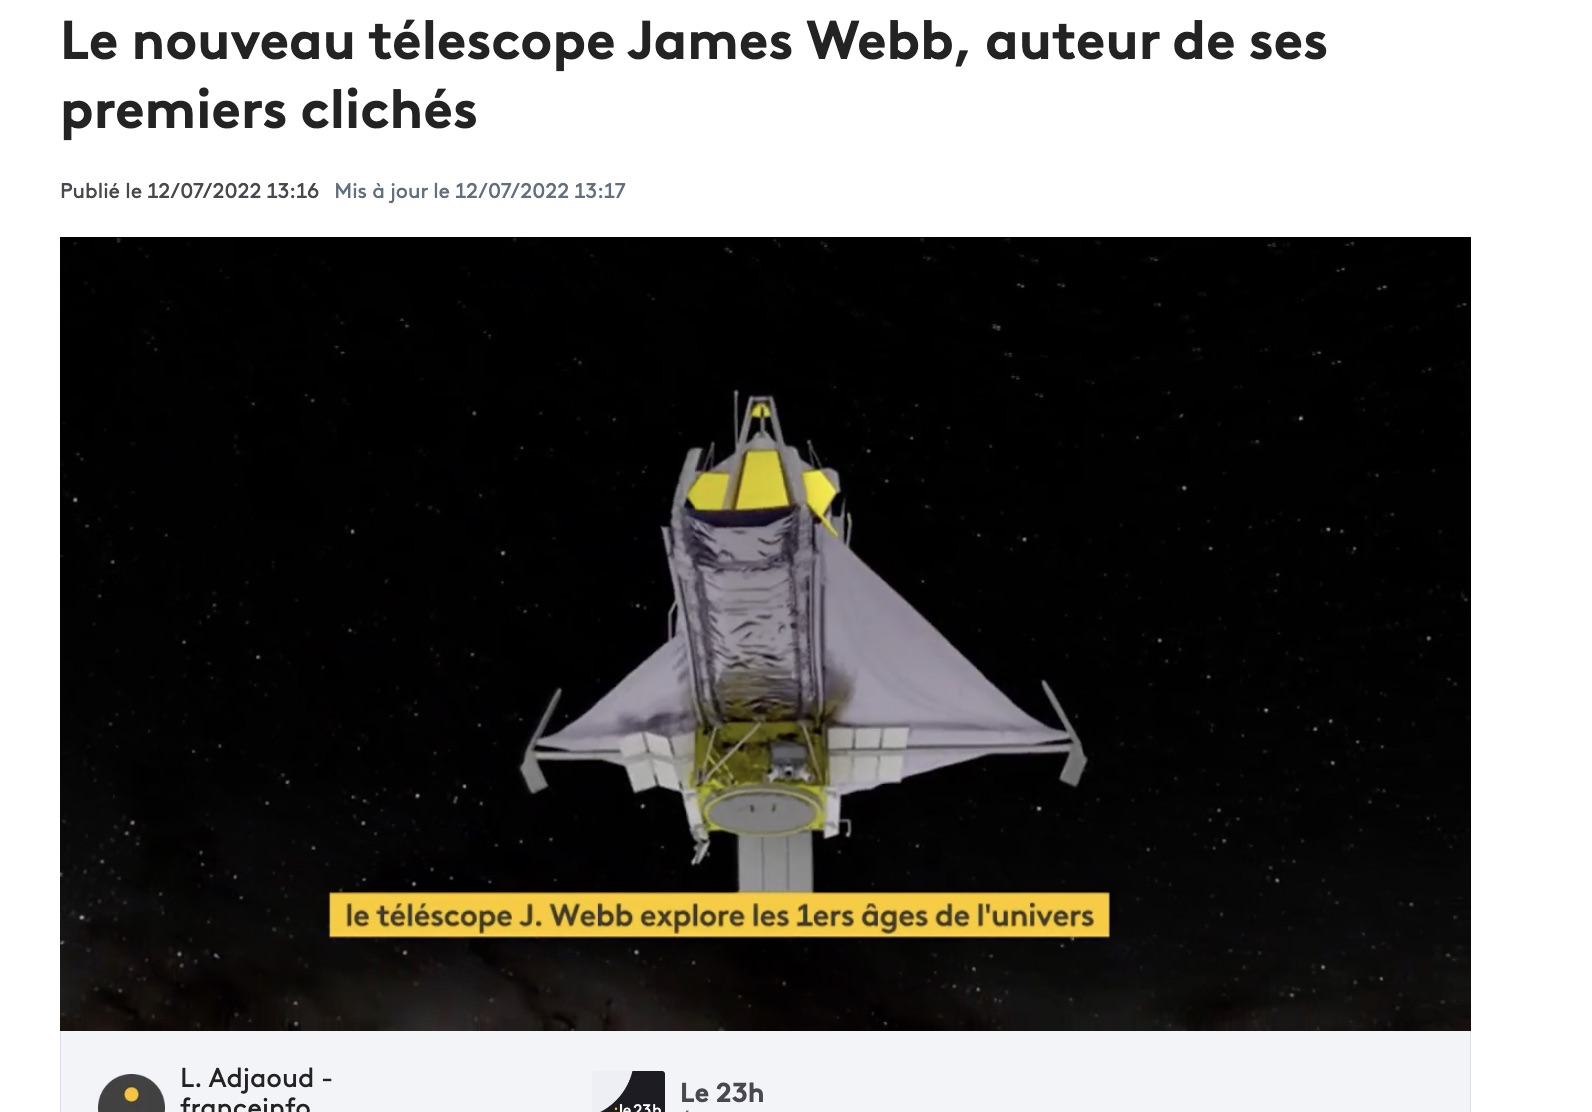 Le nouveau télescope James Webb, auteur de ses
premiers clichés
Publié le 12/07/2022 13:16 Mis à jour le 12/07/2022 13:17
le téléscope J. Webb explore les 1ers âges de l'univers
L. Adjaoud -
franceinfo
Le 23h
:le23h